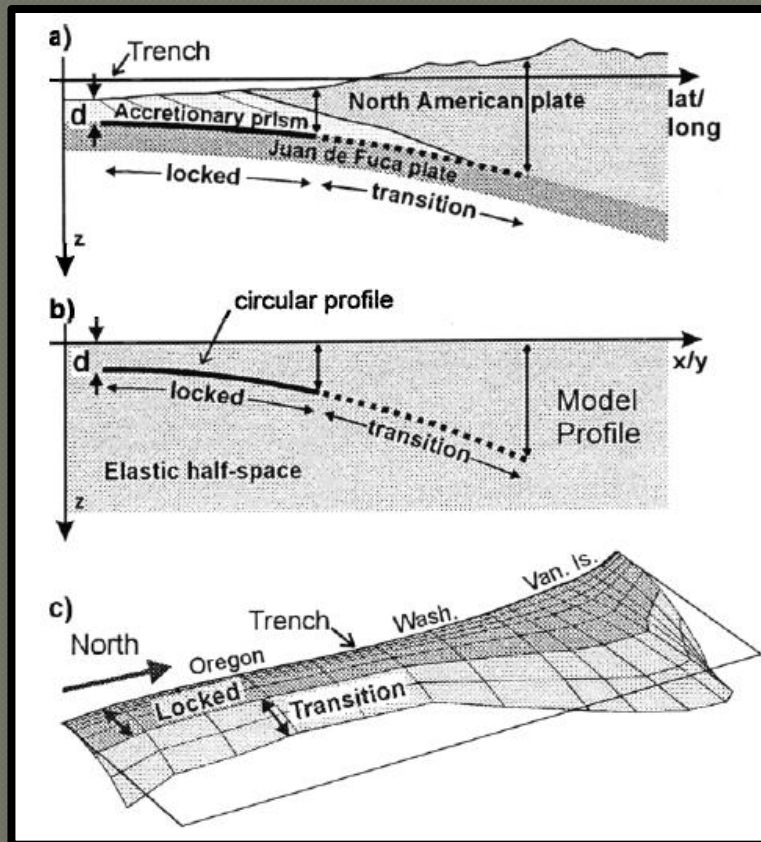 a)
Trench
North American plate
lat/
long
d
Accretionary prism
Juan de Fuca plate
locked
transition
z
b)
circular profile
x/y
d
locked
transition
Model
Profile
Elastic half-space
z
c)
Van. Is.
Trench
Wash.
North
Oregon
Locked
Transition